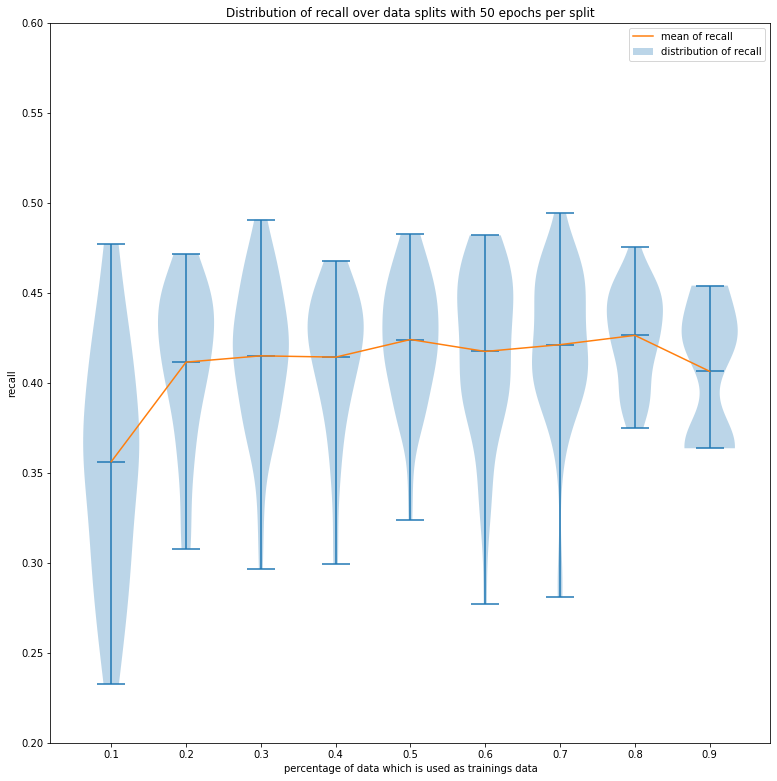 Distribution of recall over data splits with 50 epochs per split
mean of recall
distribution of recall
0.60
0.55
0.50
0.45
0.40
0.35
0.30
0.25
0.20
recall
0.1 0.2 0.3 0.4 0.5 0.6 0.7 0.8 0.9
percentage of data which is used as trainings data